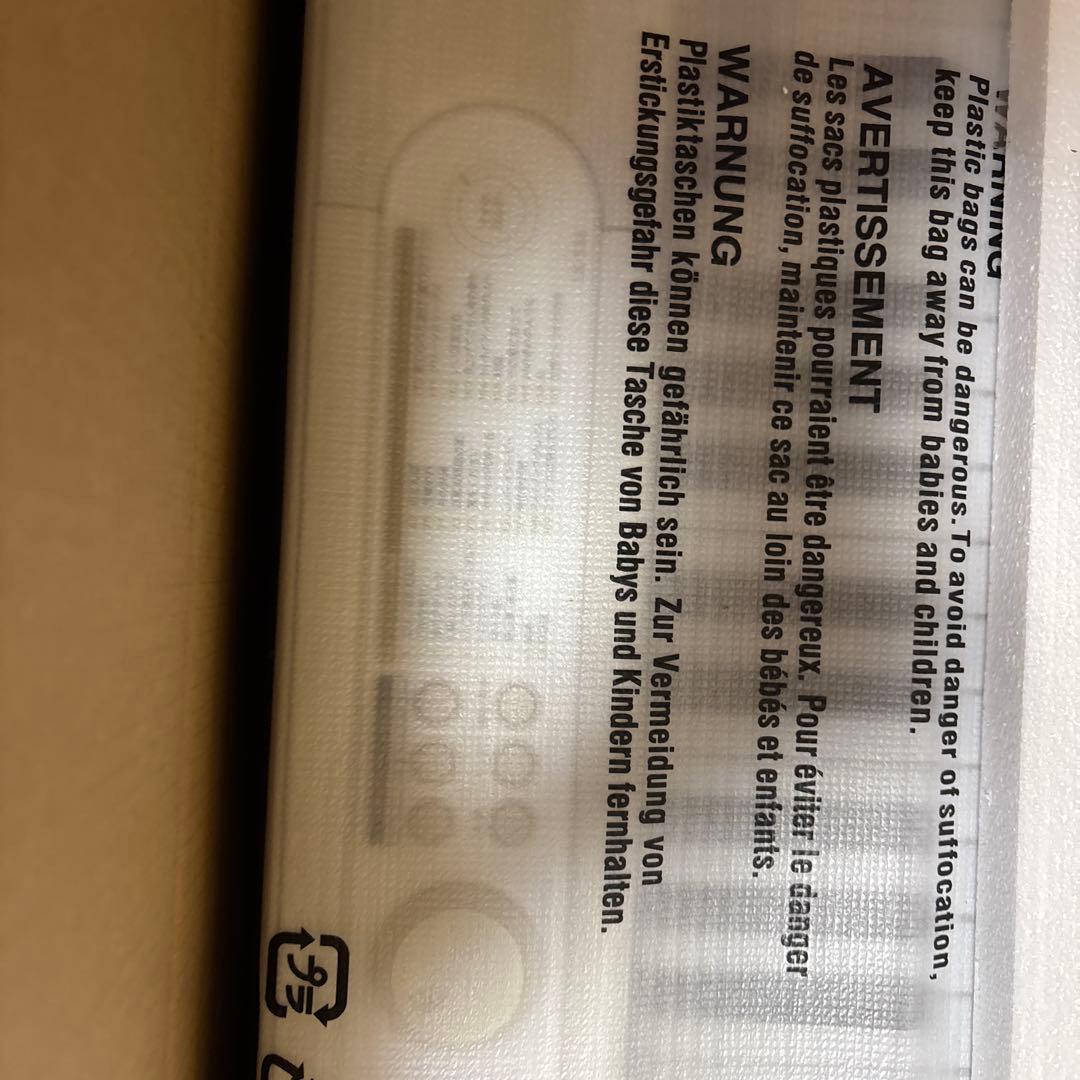 WARNING
Plastic bags can be dangerous. To avoid danger of suffocation,
keep this bag away from babies and children.
AVERTISSEMENT
Les sacs plastiques pourraient être dangereux. Pour éviter le danger
de suffocation, maintenir ce sac au loin des bébés et enfants.
WARNUNG
Plastiktaschen können gefährlich sein. Zur Vermeidung von
Erstickungsgefahr diese Tasche von Babys und Kindern fernhalten.
プラ